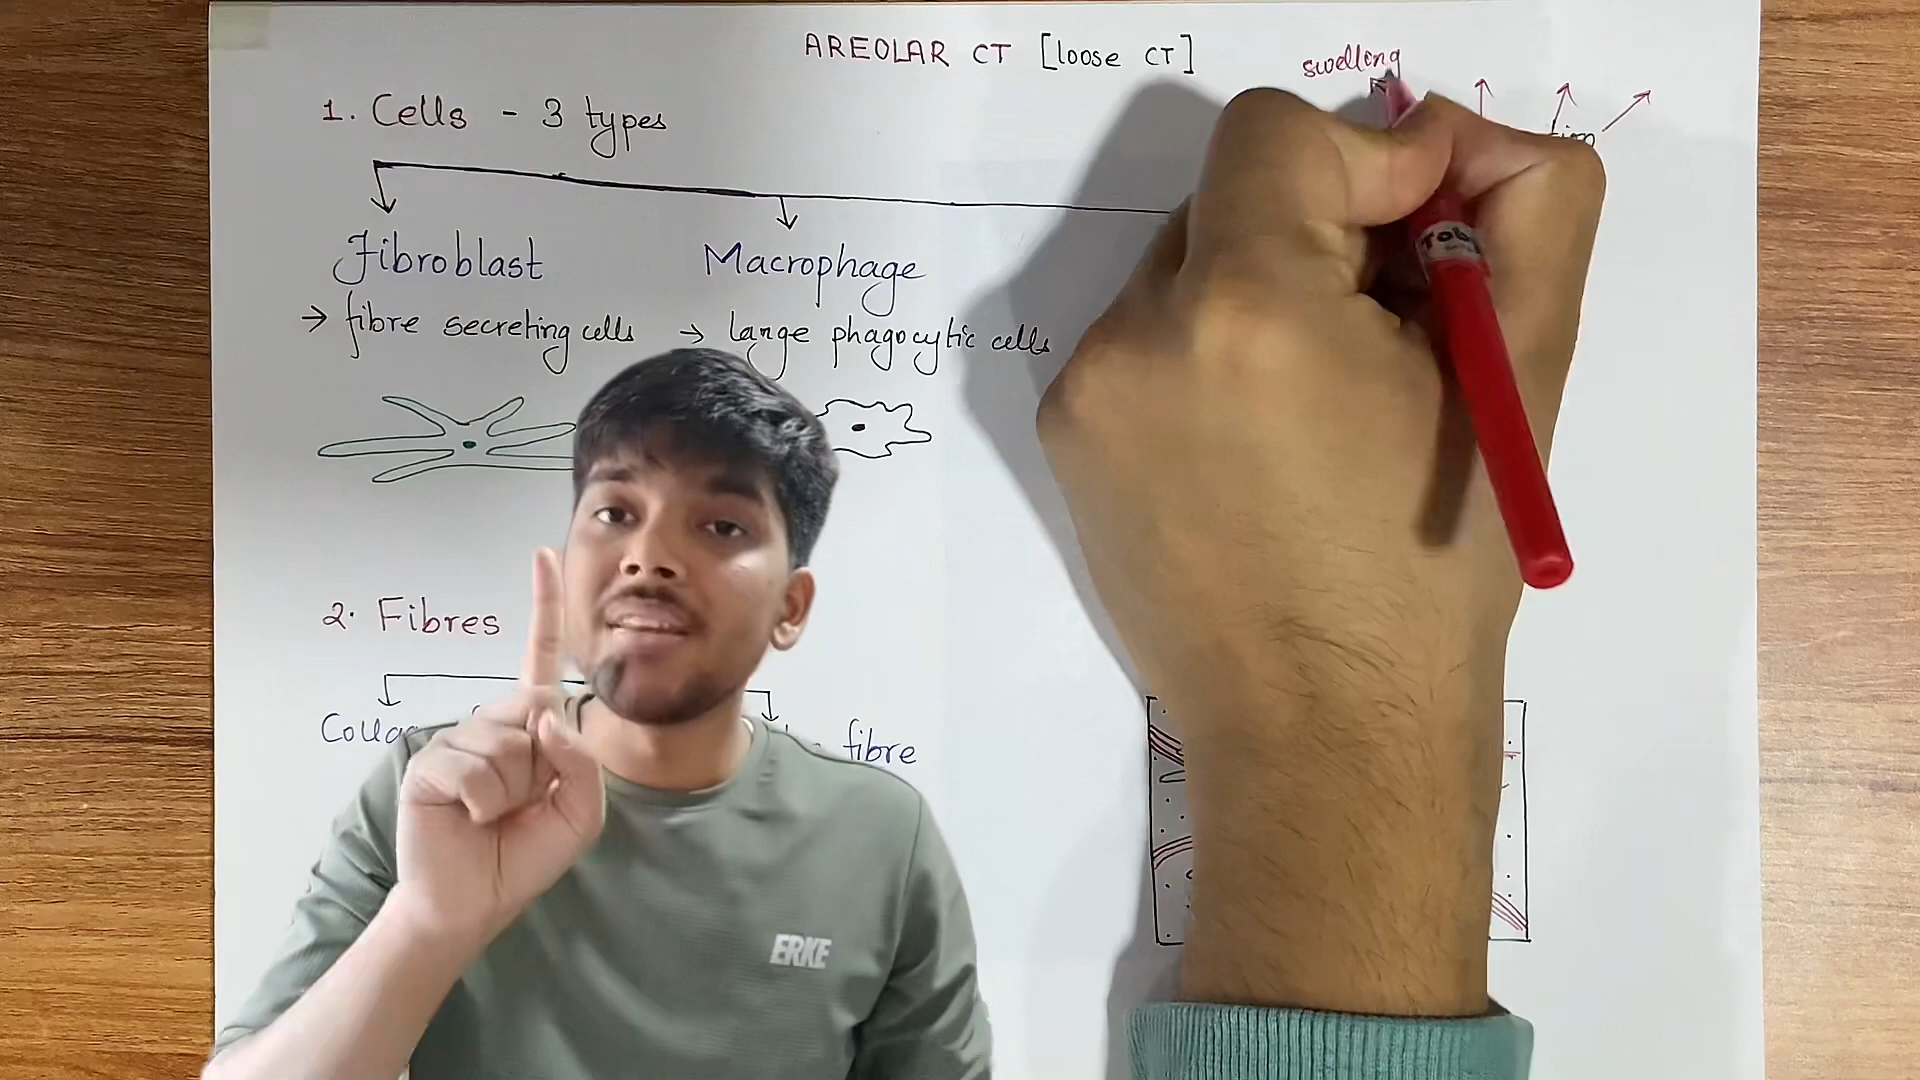 AREOLAR CT [loose CT]
swelling
1. Cells - 3 types
Fibroblast
Macrophage
→ fibre secreting cells
→ large phagocytic cells
2. Fibres
fibre
ERKE